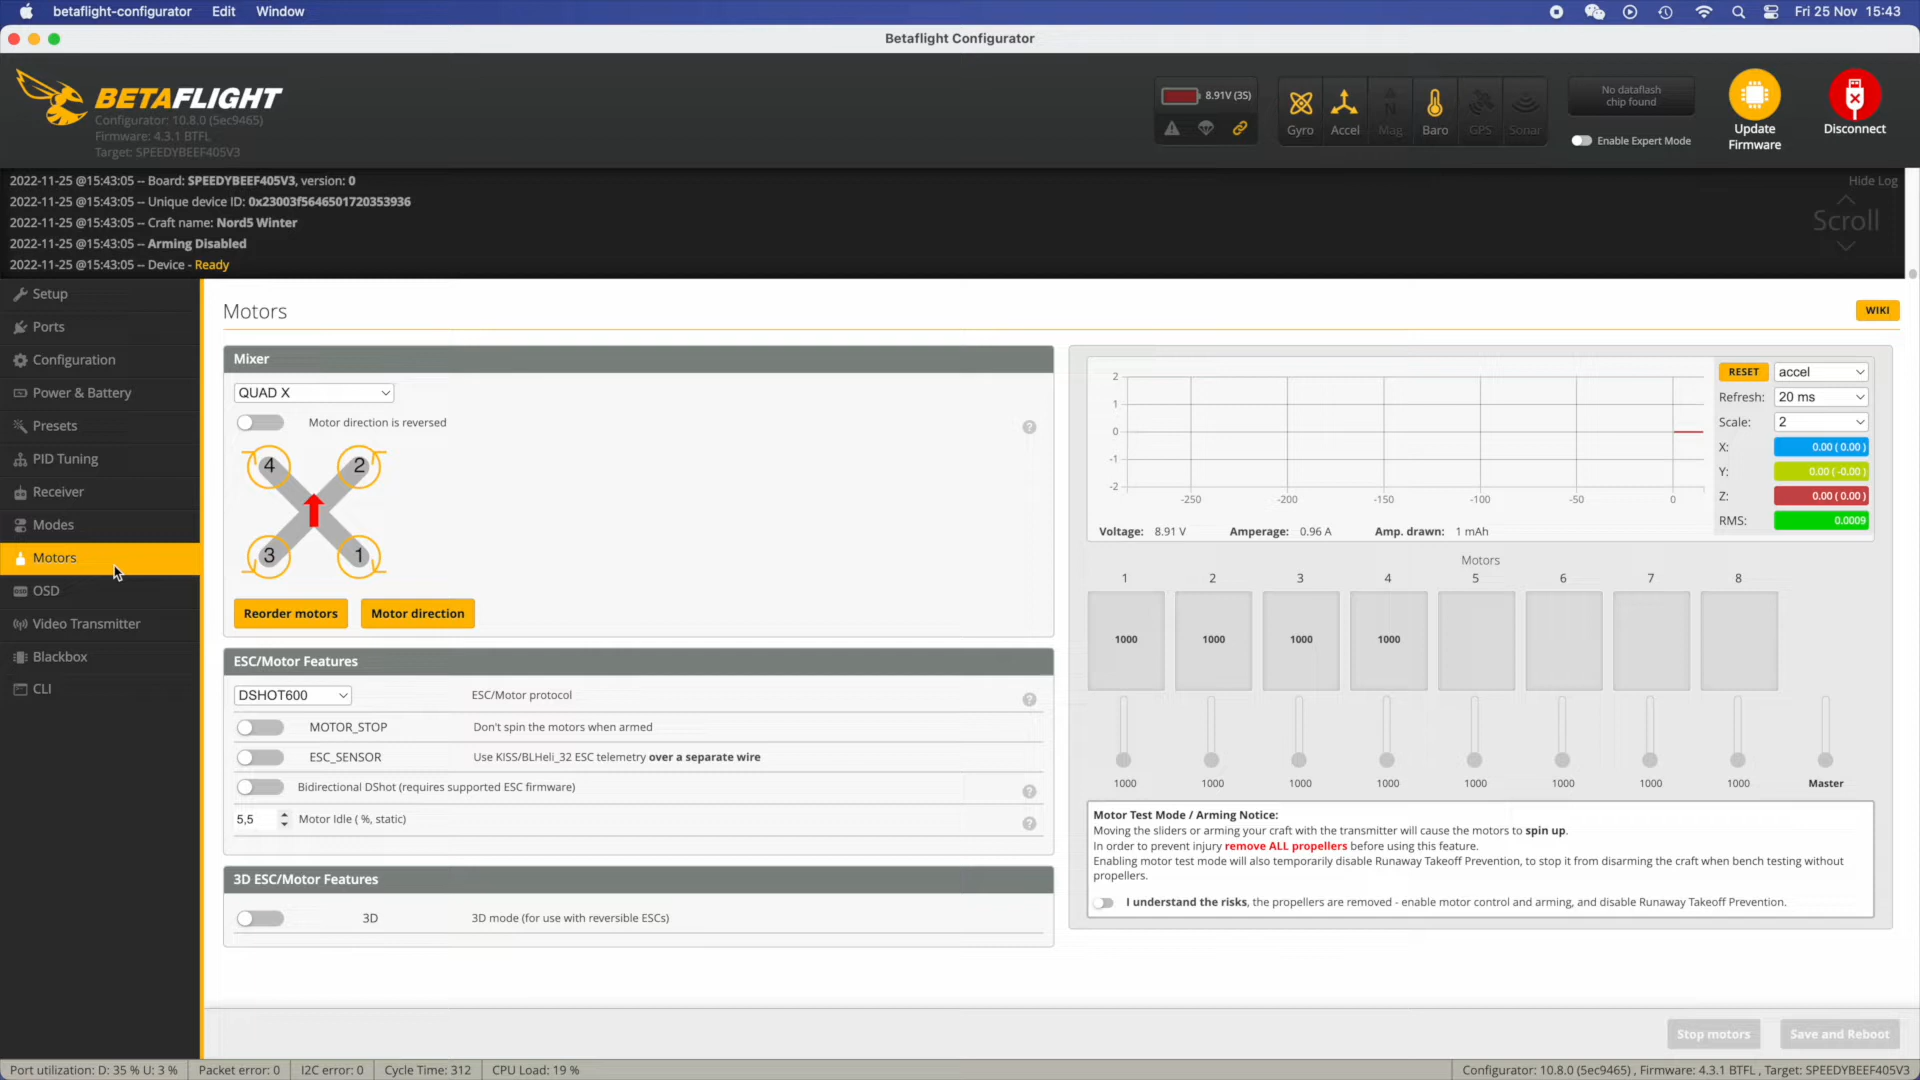 betaflight-configurator Edit Window Fri 25 Nov 15:43
Betaflight Configurator
BETAFLIGHT
Configurator: 10.8.0 (5ec9465)
Firmware: 4.3.1 BTFL
Target: SPEEDYBEEF405V3
8.91V (3S)
Gyro Accel Mag Baro GPS Sonar
No dataflash
chip found
Enable Expert Mode
Update
Firmware
Disconnect
2022-11-25 @15:43:05 -- Board: SPEEDYBEEF405V3, version: 0
2022-11-25 @15:43:05 -- Unique device ID: 0x23003f5646501720353936
2022-11-25 @15:43:05 -- Craft name: Nord5 Winter
2022-11-25 @15:43:05 -- Arming Disabled
2022-11-25 @15:43:05 -- Device - Ready
Hide Log
Scroll
Setup
Ports
Configuration
Power & Battery
Presets
PID Tuning
Receiver
Modes
Motors
OSD
Video Transmitter
Blackbox
CLI
Motors
WIKI
Mixer
QUAD X
Motor direction is reversed
?
4 2
3 1
Reorder motors Motor direction
ESC/Motor Features
DSHOT600 ESC/Motor protocol ?
MOTOR_STOP Don't spin the motors when armed
ESC_SENSOR Use KISS/BLHeli_32 ESC telemetry over a separate wire
Bidirectional DShot (requires supported ESC firmware) ?
5,5 Motor Idle ( %, static) ?
3D ESC/Motor Features
3D 3D mode (for use with reversible ESCs)
2
1
0
-1
-2
-250 -200 -150 -100 -50 0
RESET accel
Refresh: 20 ms
Scale: 2
X: 0.00 ( 0.00 )
Y: 0.00 ( -0.00 )
Z: 0.00 ( 0.00 )
RMS: 0.0009
Voltage: 8.91 V Amperage: 0.96 A Amp. drawn: 1 mAh
Motors
1 2 3 4 5 6 7 8
1000 1000 1000 1000
1000 1000 1000 1000 1000 1000 1000 1000 Master
Motor Test Mode / Arming Notice:
Moving the sliders or arming your craft with the transmitter will cause the motors to spin up.
In order to prevent injury remove ALL propellers before using this feature.
Enabling motor test mode will also temporarily disable Runaway Takeoff Prevention, to stop it from disarming the craft when bench testing without
propellers.
I understand the risks, the propellers are removed - enable motor control and arming, and disable Runaway Takeoff Prevention.
Stop motors Save and Reboot
Port utilization: D: 35 % U: 3 % Packet error: 0 I2C error: 0 Cycle Time: 312 CPU Load: 19 % Configurator: 10.8.0 (5ec9465) , Firmware: 4.3.1 BTFL , Target: SPEEDYBEEF405V3